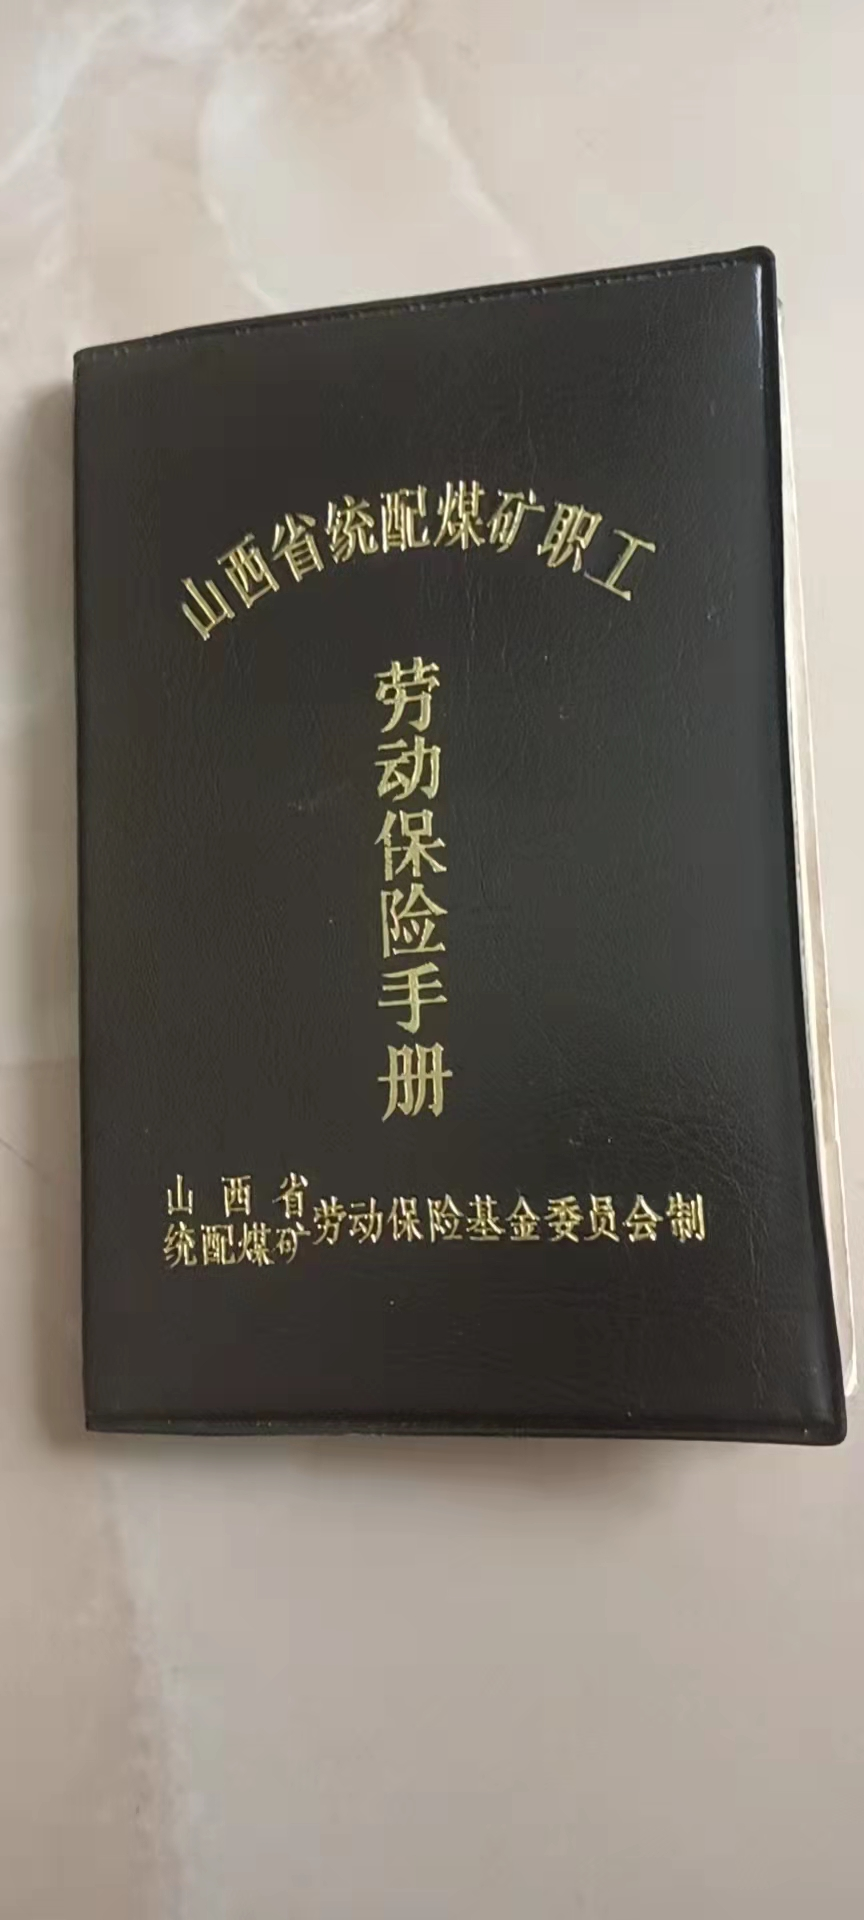 山西省统配煤矿职工
劳动保险手册
山西省
统配煤矿劳动保险基金委员会制